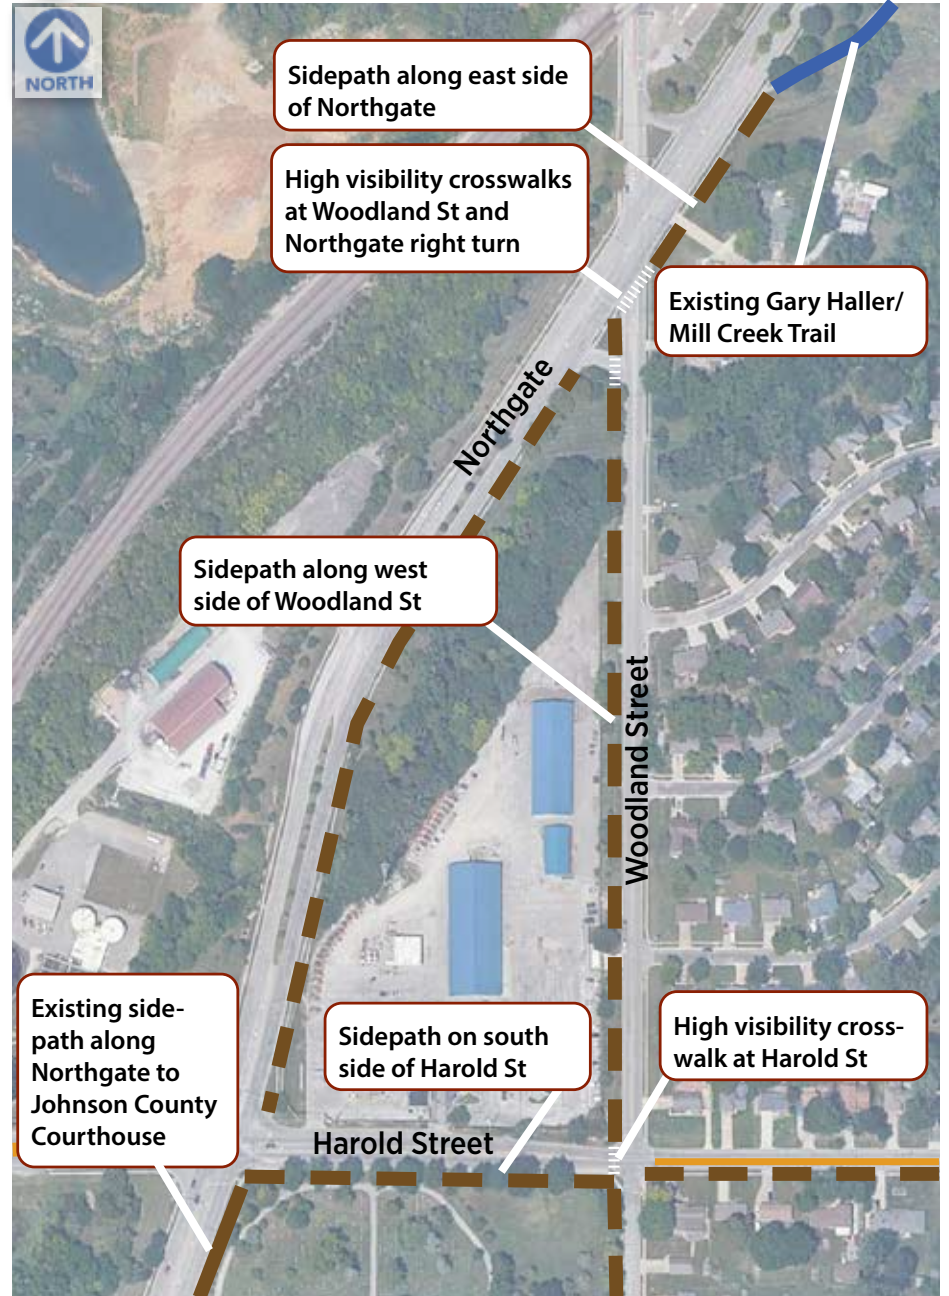 NORTH
Sidepath along east side
of Northgate
High visibility crosswalks
at Woodland St and
Northgate right turn
Existing Gary Haller/
Mill Creek Trail
Northgate
Sidepath along west
side of Woodland St
Woodland Street
Existing side-
path along
Northgate to
Johnson County
Courthouse
Sidepath on south
side of Harold St
High visibility cross-
walk at Harold St
Harold Street